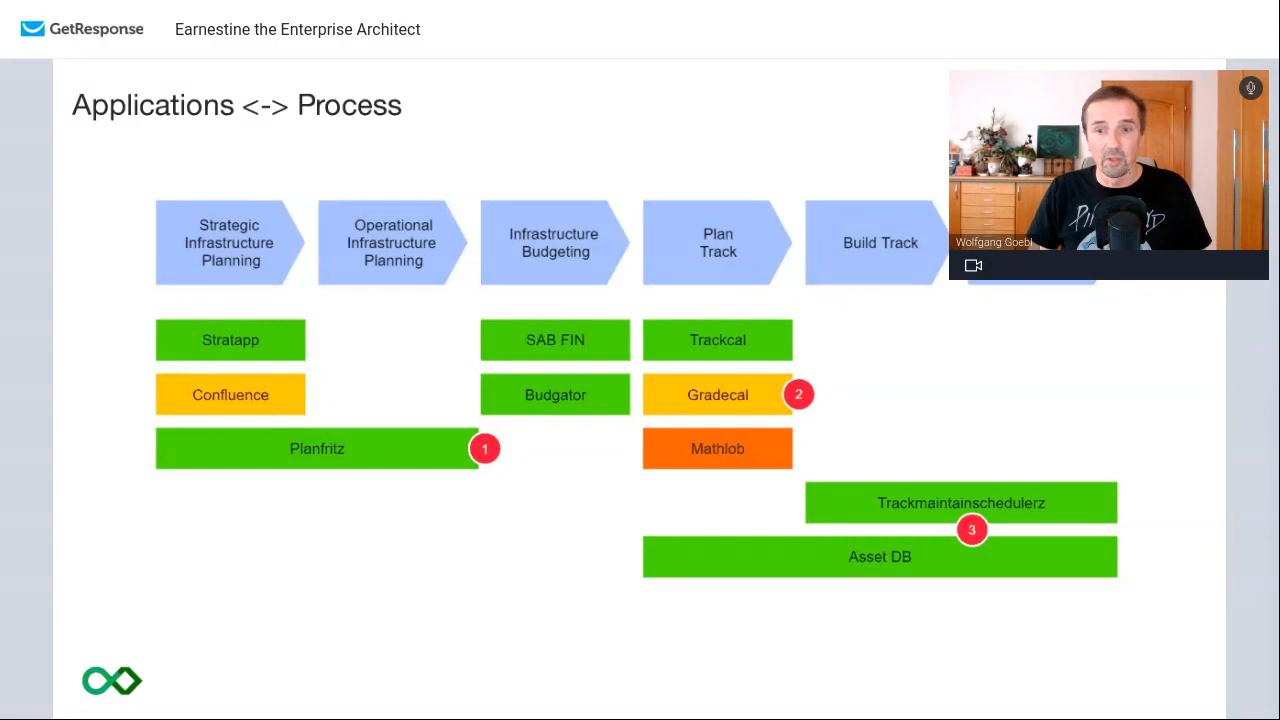 GetResponse
Earnestine the Enterprise Architect
Applications <-> Process
Wolfgang Goebl
Strategic
Infrastructure
Planning
Operational
Infrastructure
Planning
Infrastructure
Budgeting
Plan
Track
Build Track
Stratapp
SAB FIN
Trackcal
Confluence
Budgator
Gradecal
2
Planfritz
1
Mathlob
Trackmaintainschedulerz
3
Asset DB